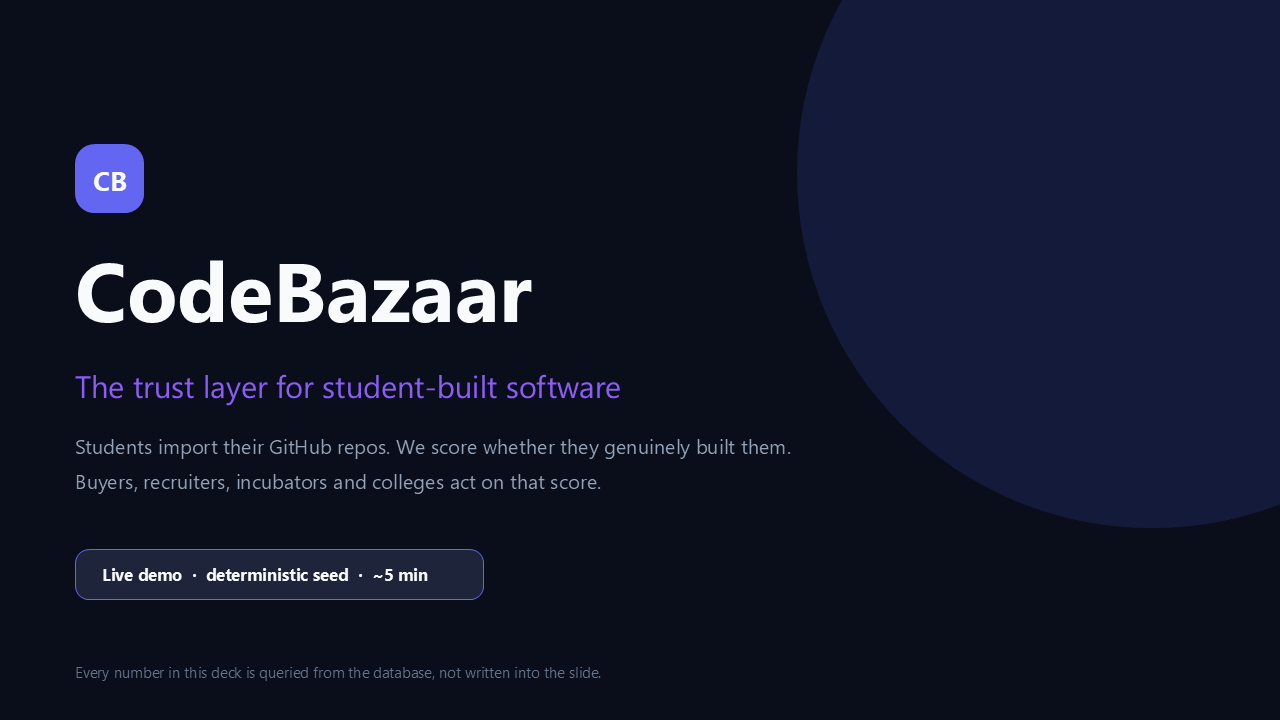 CB
CodeBazaar
The trust layer for student-built software
Students import their GitHub repos. We score whether they genuinely built them.
Buyers, recruiters, incubators and colleges act on that score.
Live demo · deterministic seed · ~5 min
Every number in this deck is queried from the database, not written into the slide.